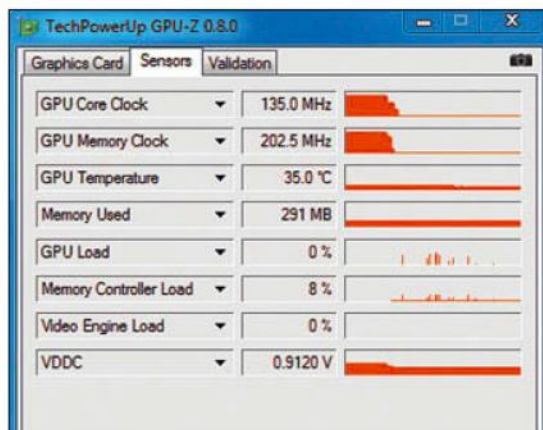 TechPowerUp GPU-Z 0.8.0
Graphics Card Sensors Validation
GPU Core Clock 135.0 MHz
GPU Memory Clock 202.5 MHz
GPU Temperature 35.0 °C
Memory Used 291 MB
GPU Load 0 %
Memory Controller Load 8 %
Video Engine Load 0 %
VDDC 0.9120 V